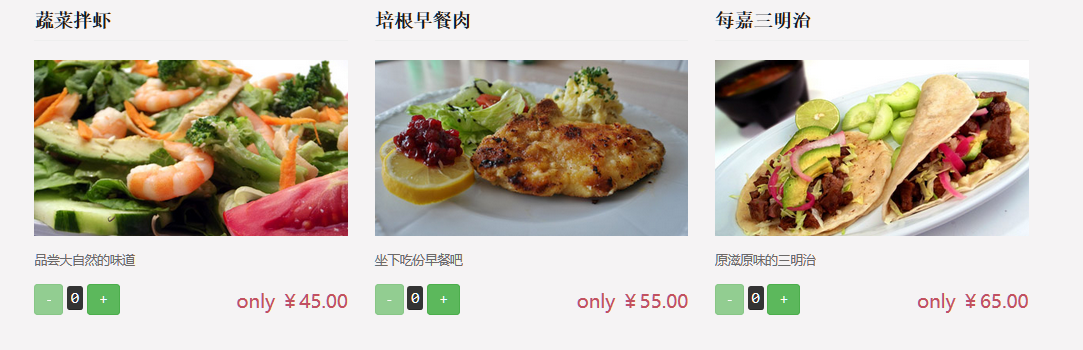 蔬菜拌虾
培根早餐肉
每嘉三明治
品尝大自然的味道
坐下吃份早餐吧
原滋原味的三明治
- 0 + only ￥45.00
- 0 + only ￥55.00
- 0 + only ￥65.00